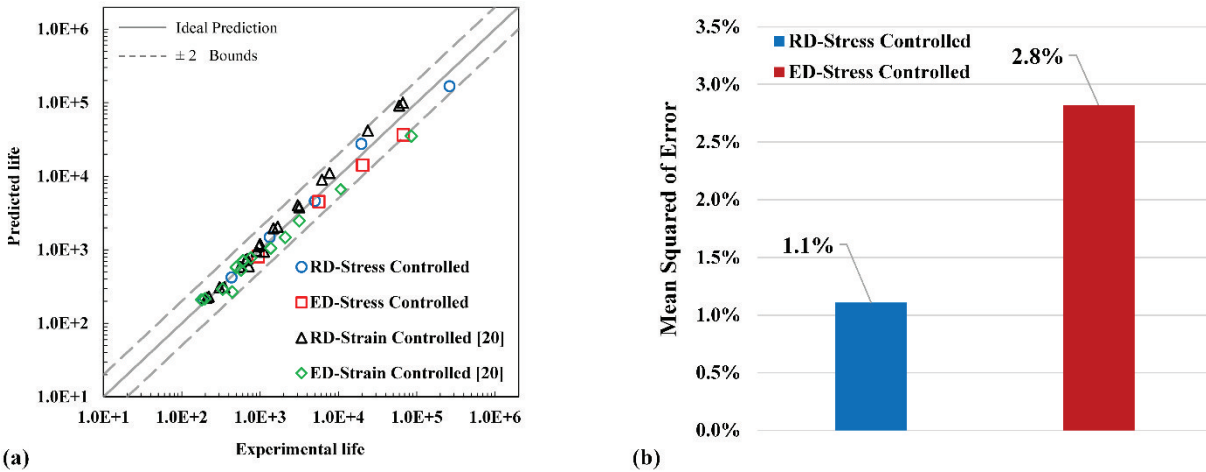 1.0E+6
1.0E+5
1.0E+4
1.0E+3
1.0E+2
1.0E+1
Predicted life
Ideal Prediction
± 2 Bounds
RD-Stress Controlled
ED-Stress Controlled
RD-Strain Controlled [20]
ED-Strain Controlled [20]
1.0E+1 1.0E+2 1.0E+3 1.0E+4 1.0E+5 1.0E+6
Experimental life
(a)
3.5%
3.0%
2.5%
2.0%
1.5%
1.0%
0.5%
0.0%
Mean Squared of Error
RD-Stress Controlled
ED-Stress Controlled
2.8%
1.1%
(b)